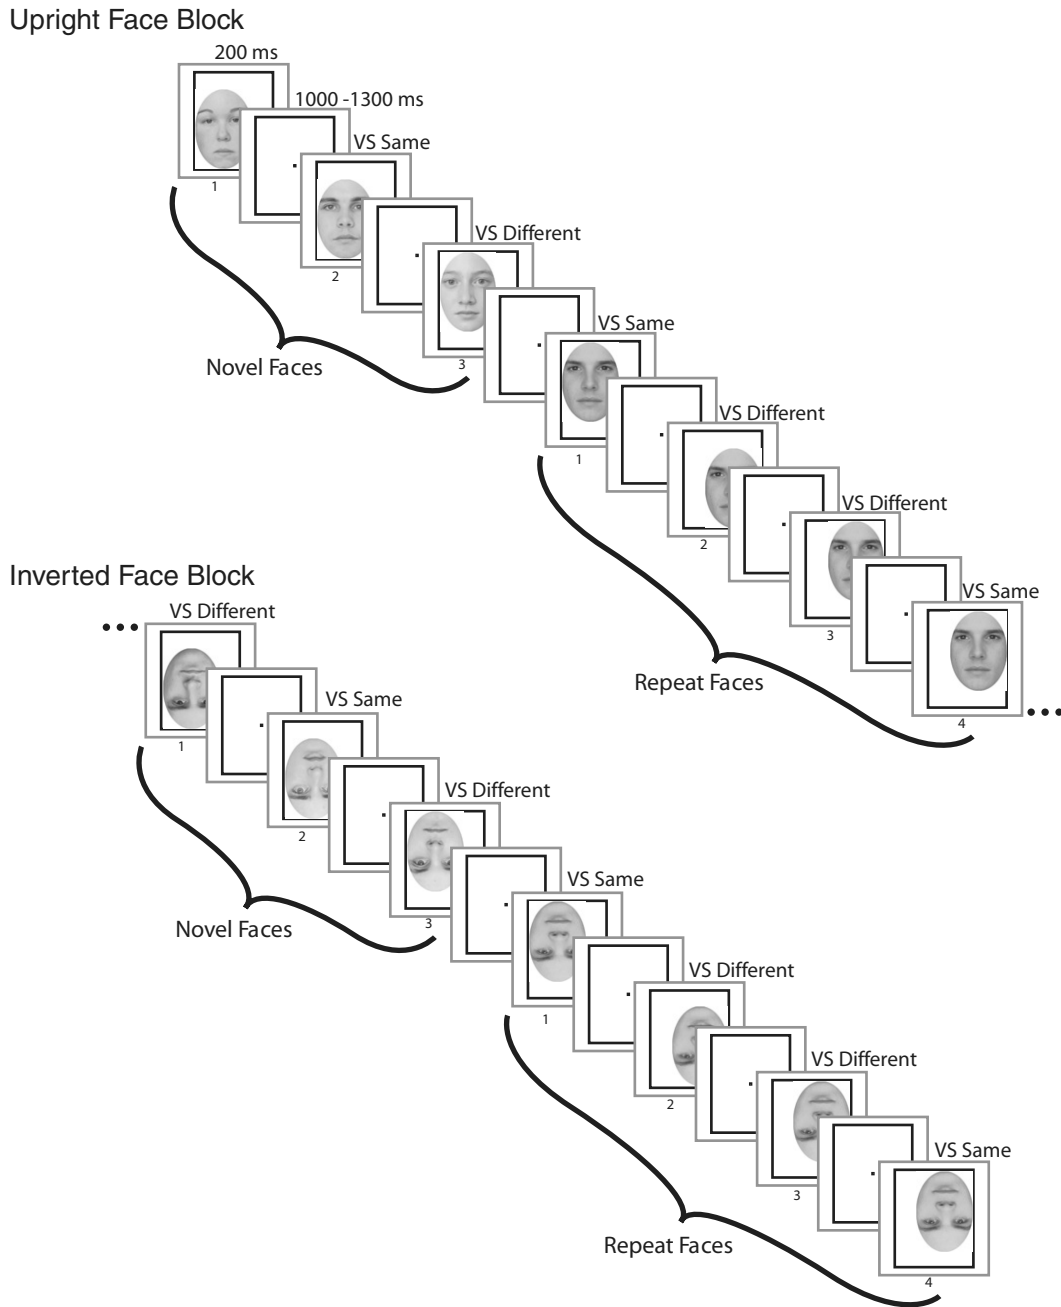 Upright Face Block
200 ms
1000 -1300 ms
VS Same
1
2
VS Different
3
Novel Faces
VS Same
1
VS Different
2
VS Different
3
VS Same
4
Repeat Faces
•••
Inverted Face Block
•••
VS Different
1
VS Same
2
VS Different
3
Novel Faces
VS Same
1
VS Different
2
VS Different
3
VS Same
4
Repeat Faces